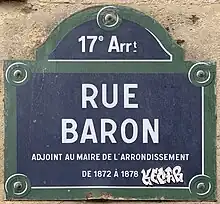 17e Arrt
RUE
BARON
ADJOINT AU MAIRE DE L'ARRONDISSEMENT
DE 1872 À 1878